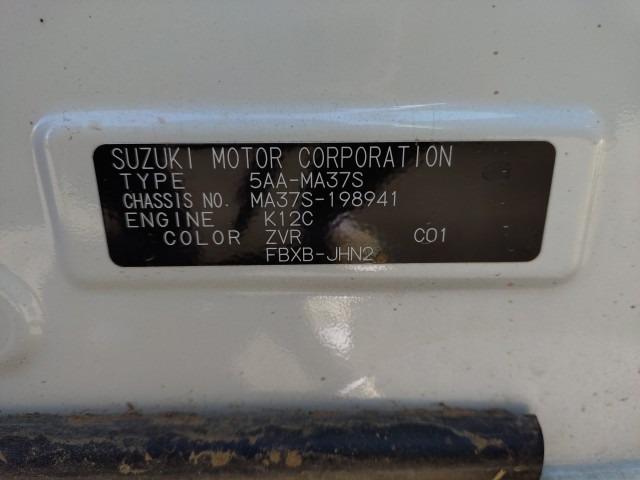 SUZUKI MOTOR CORPORATION
TYPE 5AA-MA37S
CHASSIS NO. MA37S-198941
ENGINE K12C
COLOR ZVR C01
FBXB-JHN2